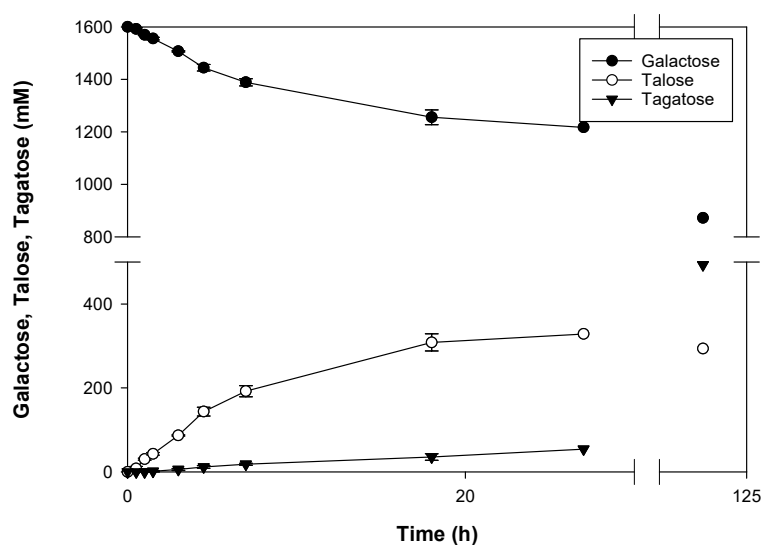 Galactose, Talose, Tagatose (mM)
1600
1400
1200
1000
800
400
200
0
Galactose
Talose
Tagatose
0
20
125
Time (h)